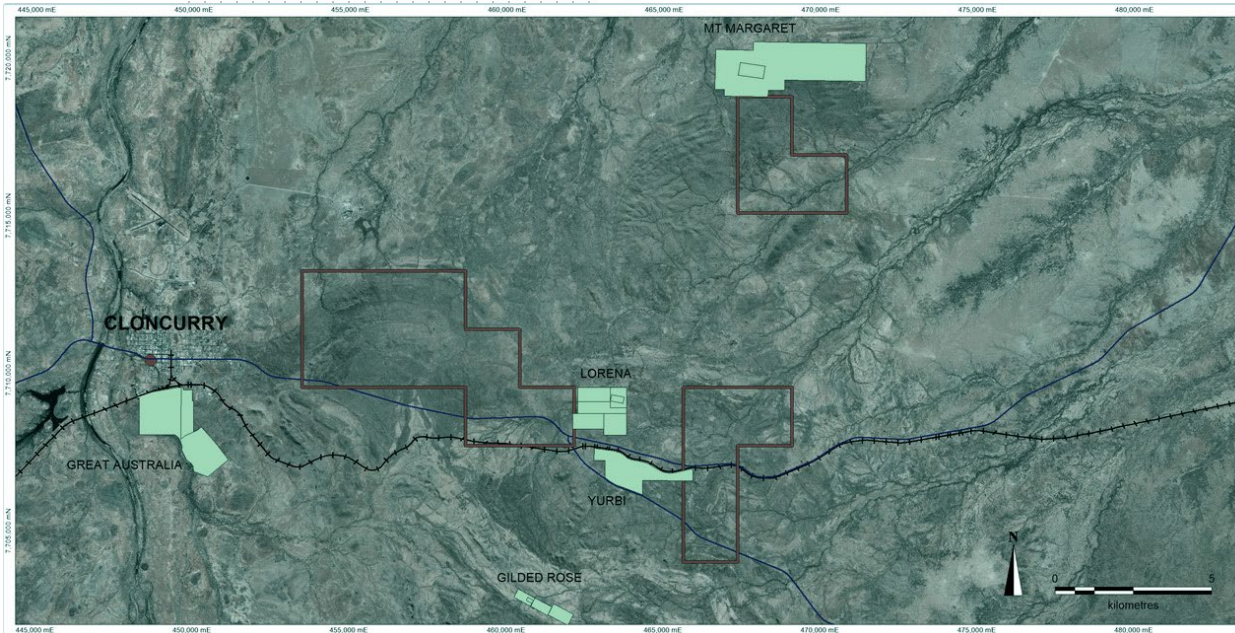 445,000 mE 450,000 mE 455,000 mE 460,000 mE 465,000 mE 470,000 mE 475,000 mE 480,000 mE
7,720,000 mN
MT MARGARET
7,715,000 mN
CLONCURRY
7,710,000 mN
LORENA
GREAT AUSTRALIA
YURBI
7,705,000 mN
N
GILDED ROSE
0 5
kilometres
445,000 mE 450,000 mE 455,000 mE 460,000 mE 465,000 mE 470,000 mE 475,000 mE 480,000 mE